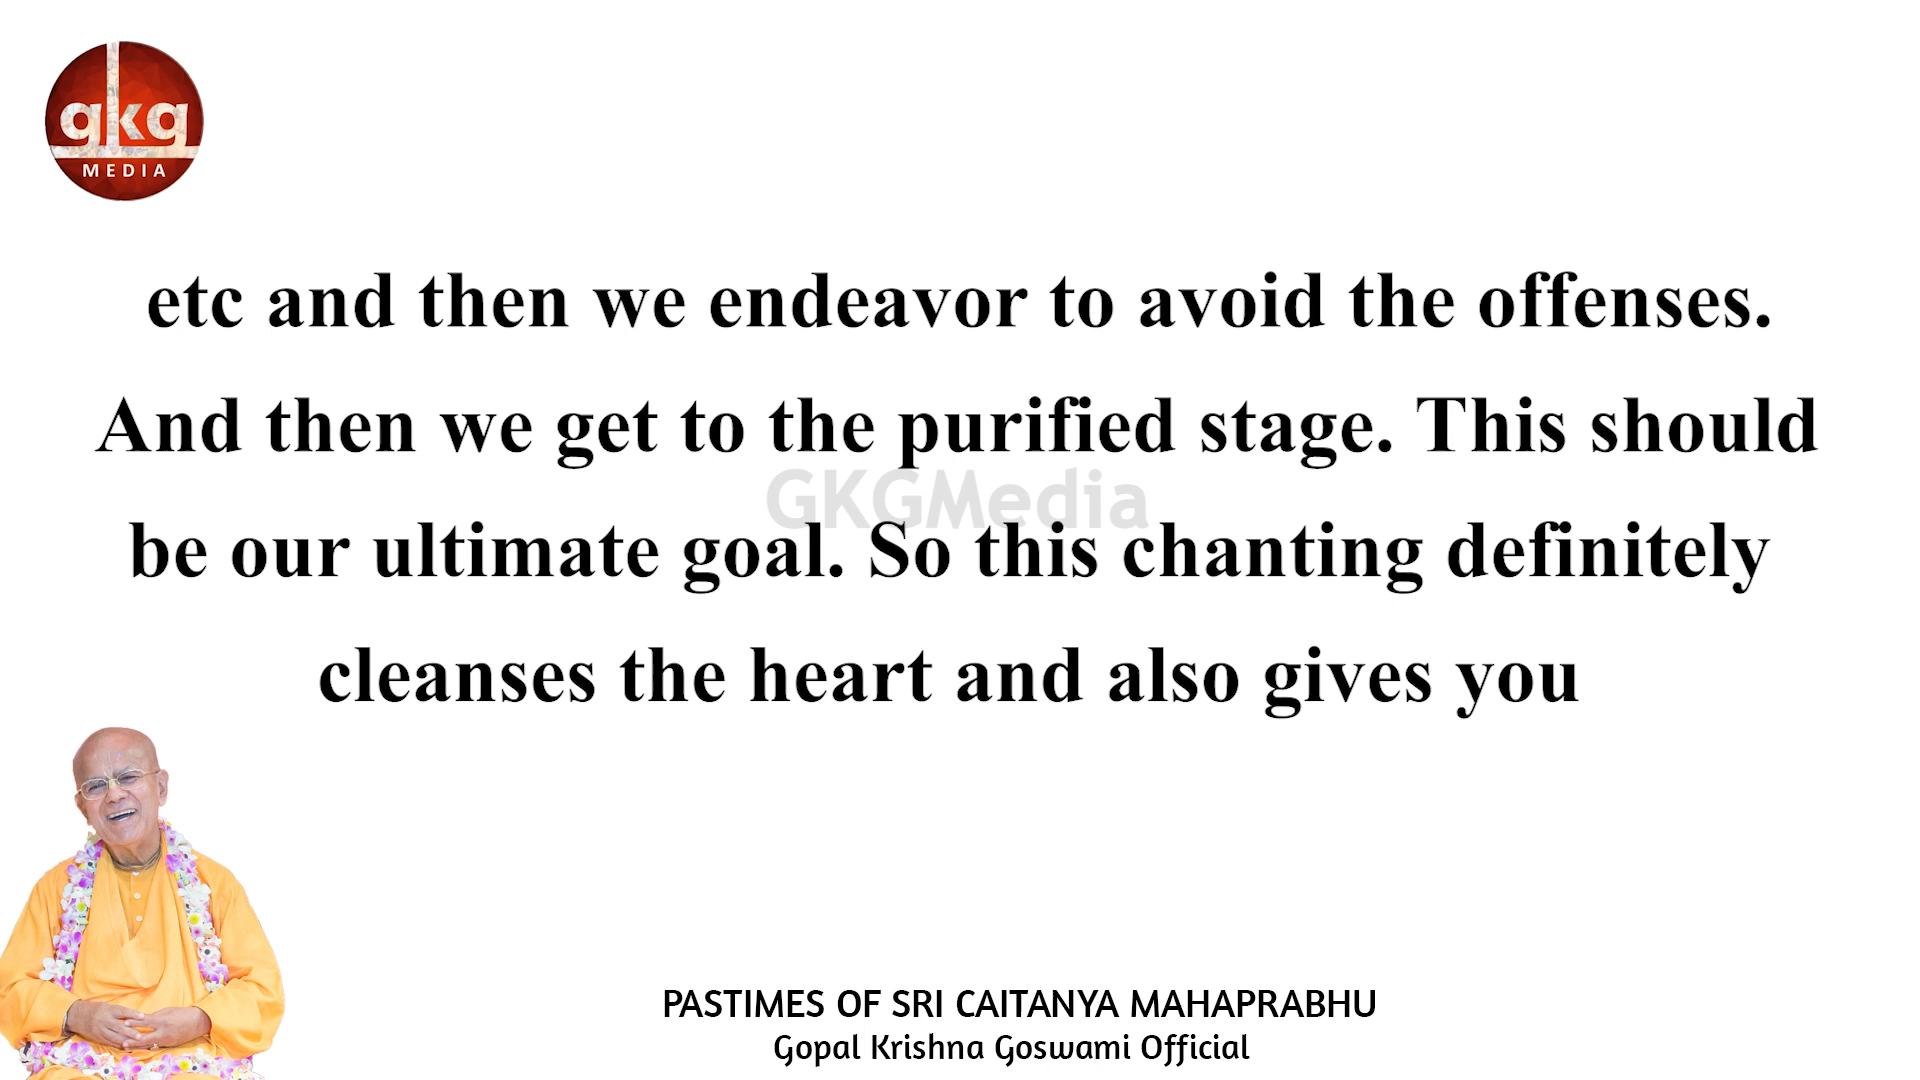 gkg
MEDIA
etc and then we endeavor to avoid the offenses.
And then we get to the purified stage. This should
GKGMedia
be our ultimate goal. So this chanting definitely
cleanses the heart and also gives you
PASTIMES OF SRI CAITANYA MAHAPRABHU
Gopal Krishna Goswami Official